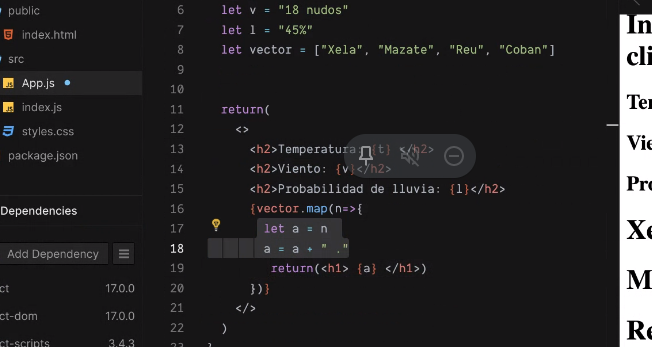 public
index.html
src
App.js
index.js
styles.css
package.json
Dependencies
Add Dependency
ct 17.0.0
ct-dom 17.0.0
ct-scripts 3.4.3
6 let v = "18 nudos"
7 let l = "45%"
8 let vector = ["Xela", "Mazate", "Reu", "Coban"]
9
10
11 return(
12 <>
13 <h2>Temperatura: {t} </h2>
14 <h2>Viento: {v}</h2>
15 <h2>Probabilidad de lluvia: {l}</h2>
16 {vector.map(n=>{
17 let a = n
18 a = a + " ."
19 return(<h1> {a} </h1>)
20 })}
21 </>
22 )
23 }
In
cli
Ter
Vie
Pro
Xe
M
Re